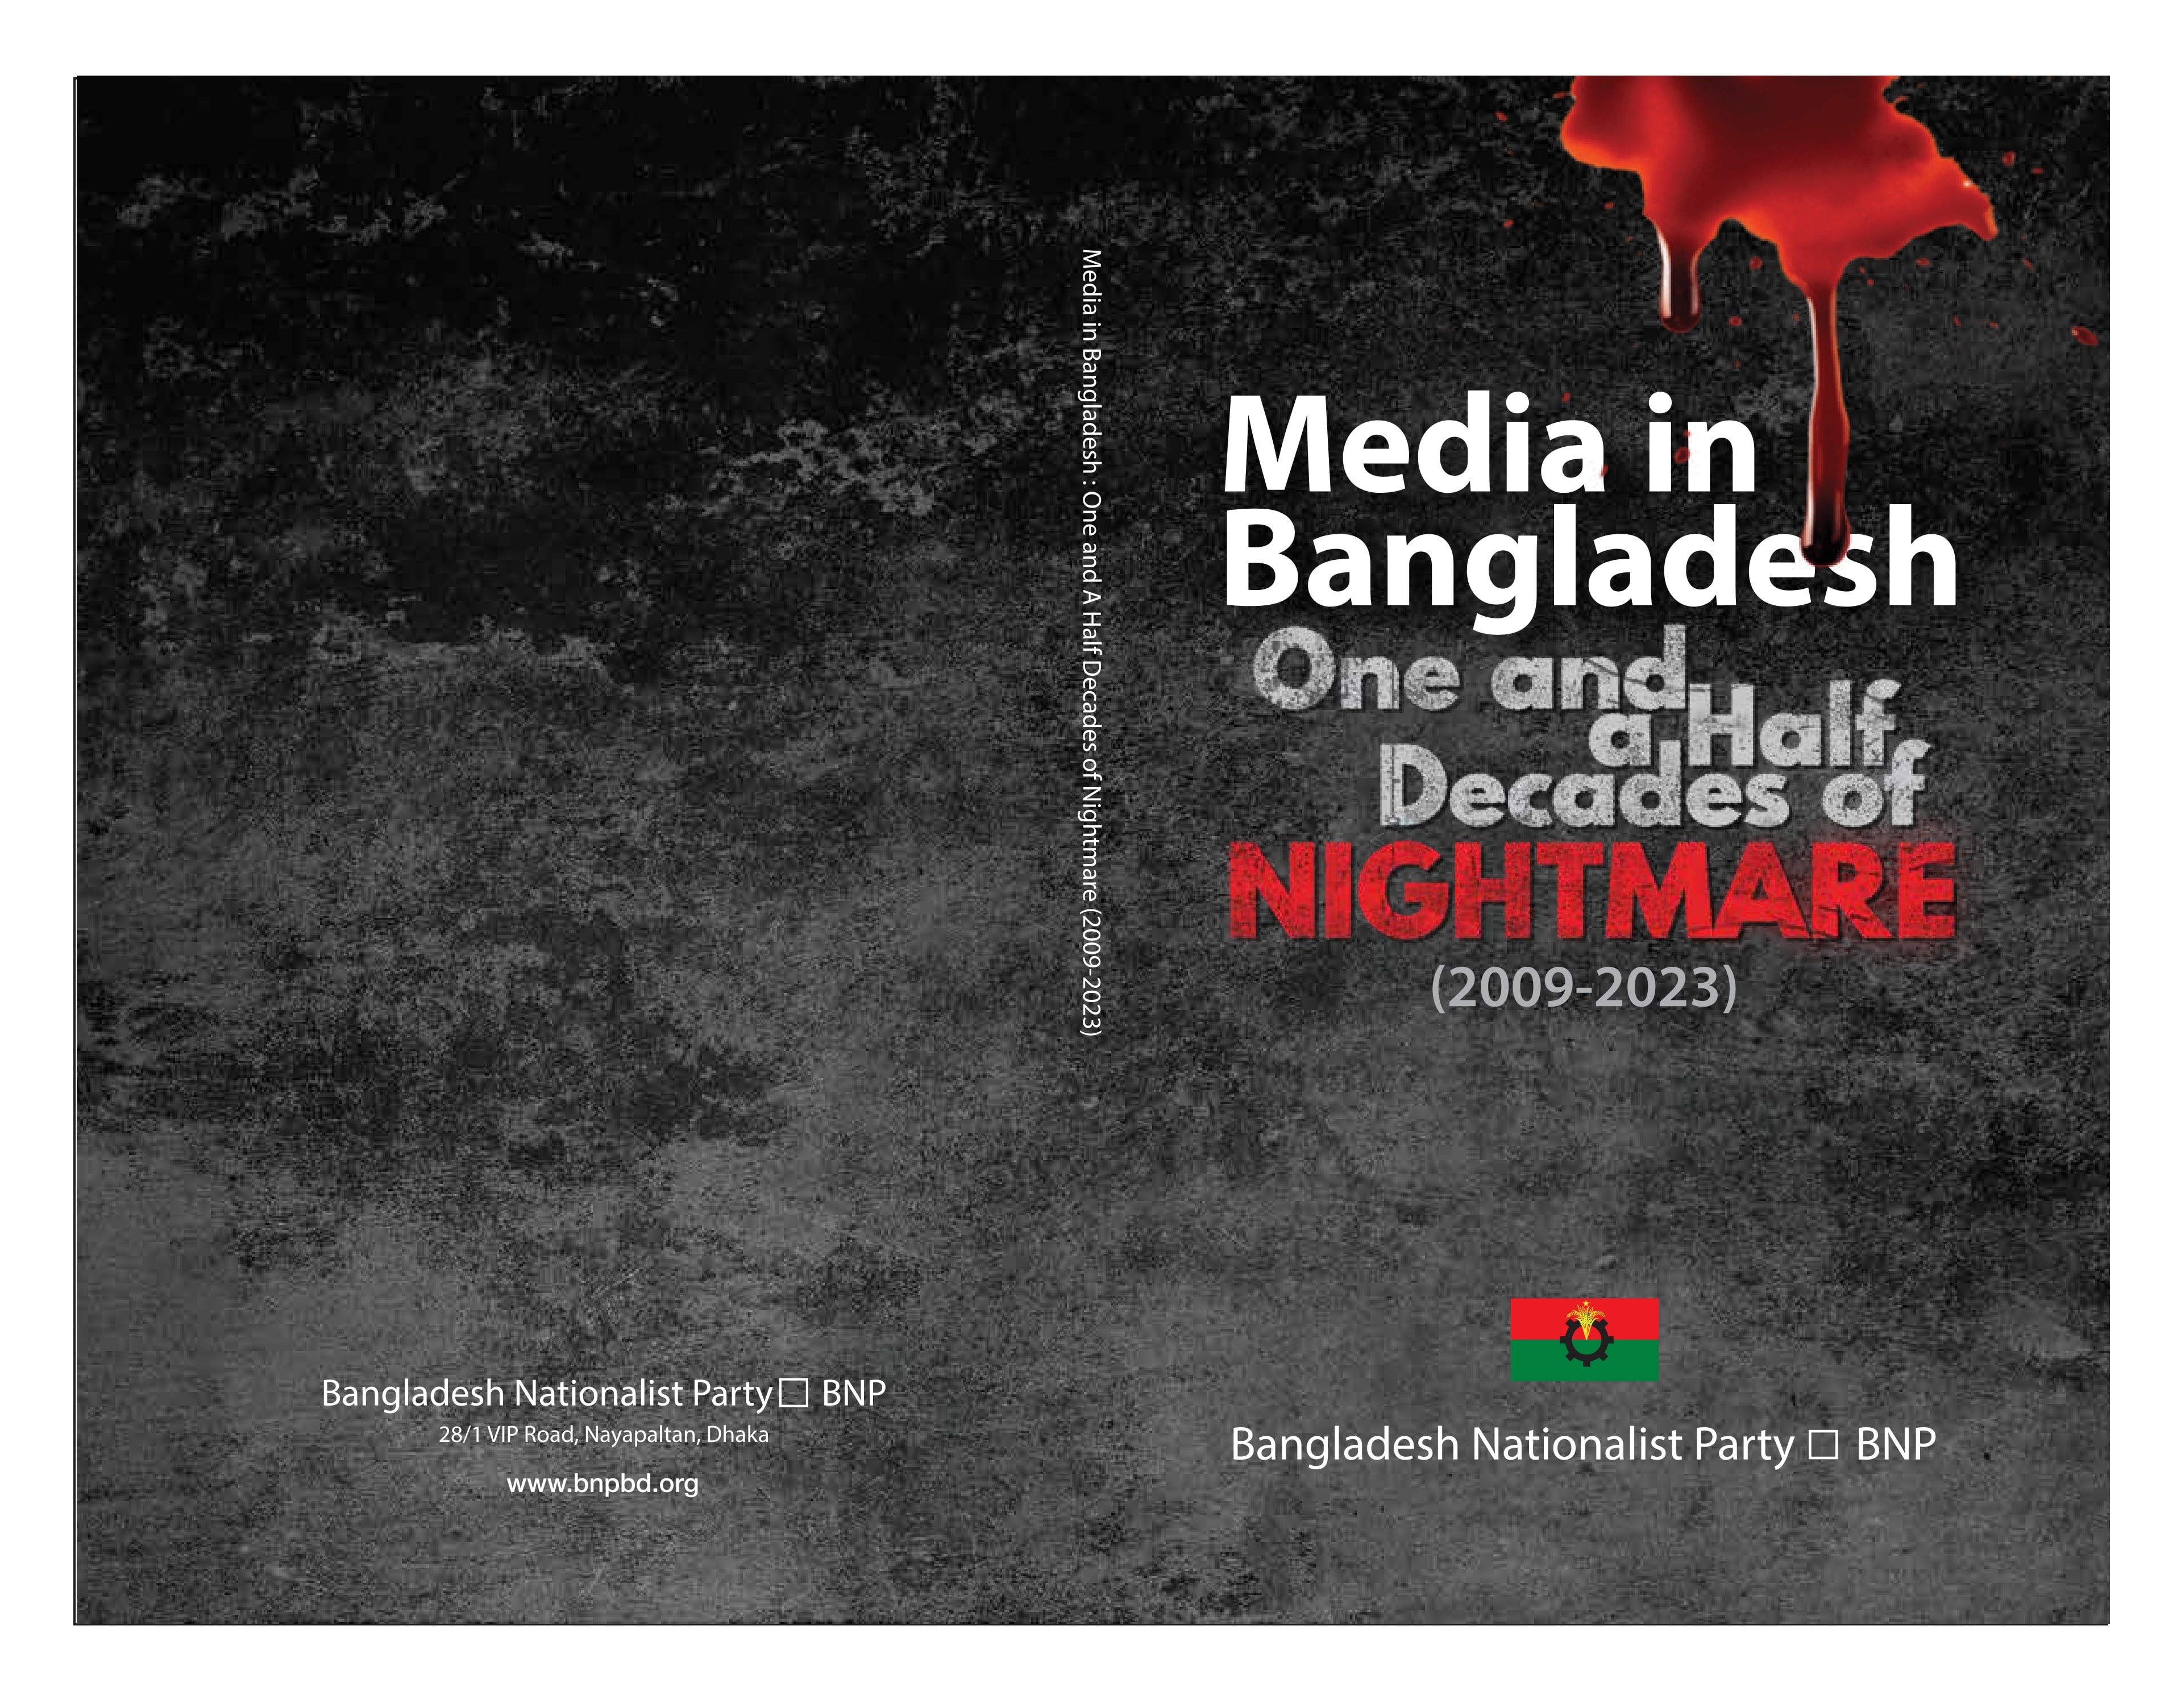 Bangladesh Nationalist Party□ BNP
28/1 VIP Road, Nayapaltan, Dhaka
www.bnpbd.org
Media in Bangladesh : One and A Half Decades of Nightmare (2009-2023)
Media in
Bangladesh
One and
a Half
Decades of
NIGHTMARE
(2009-2023)
Bangladesh Nationalist Party □ BNP